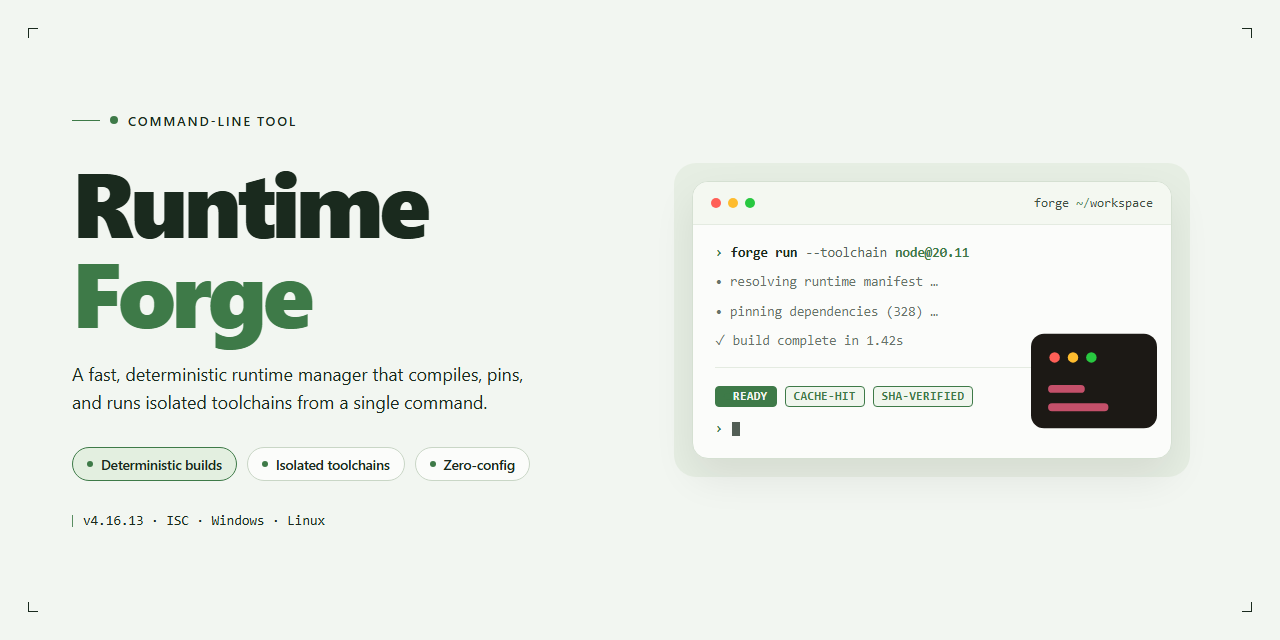 COMMAND-LINE TOOL
Runtime
Forge
A fast, deterministic runtime manager that compiles, pins,
and runs isolated toolchains from a single command.
Deterministic builds
Isolated toolchains
Zero-config
v4.16.13 · ISC · Windows · Linux
forge ~/workspace
› forge run --toolchain node@20.11
• resolving runtime manifest …
• pinning dependencies (328) …
✓ build complete in 1.42s
READY
CACHE-HIT
SHA-VERIFIED
›